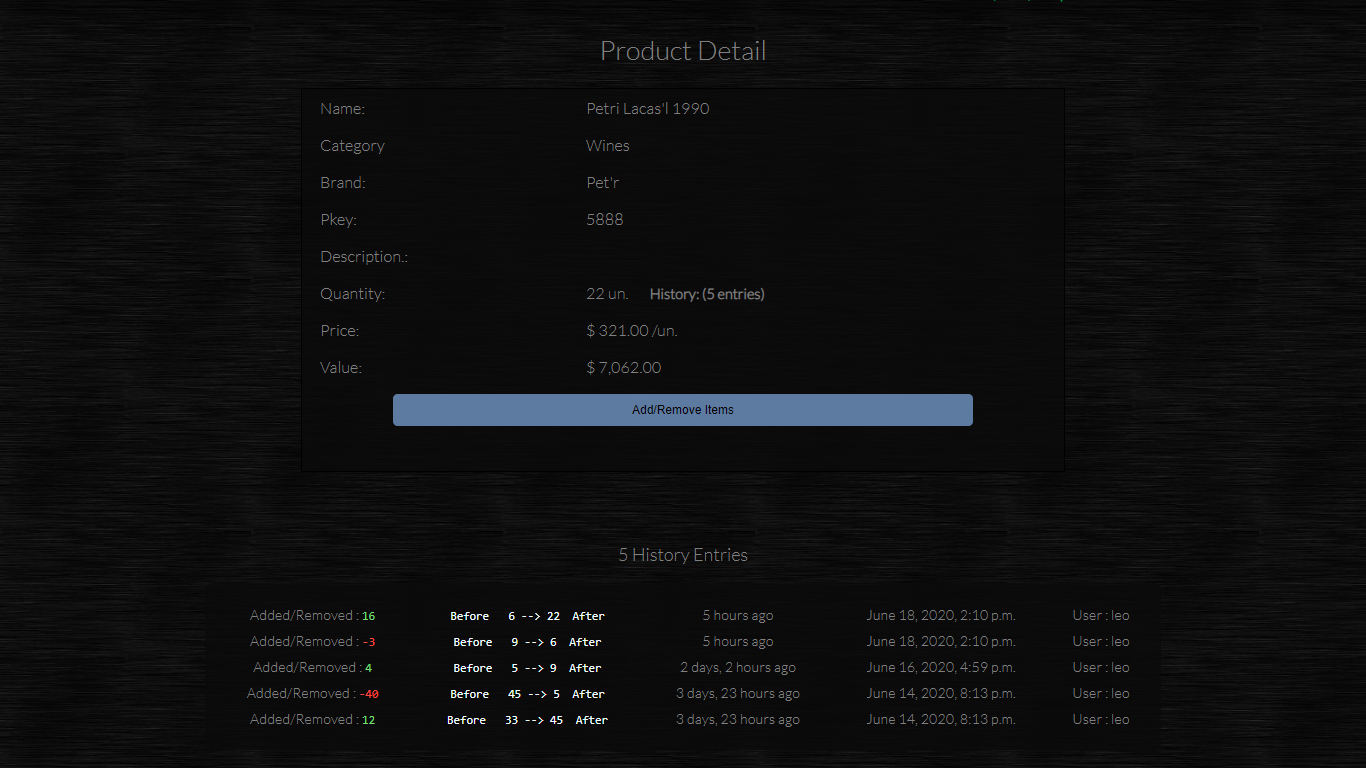 Product Detail
Name: Petri Lacas'l 1990
Category Wines
Brand: Pet'r
Pkey: 5888
Description.:
Quantity: 22 un. History: (5 entries)
Price: $ 321.00 /un.
Value: $ 7,062.00
Add/Remove Items
5 History Entries
Added/Removed : 16 Before 6 --> 22 After 5 hours ago June 18, 2020, 2:10 p.m. User : leo
Added/Removed : -3 Before 9 --> 6 After 5 hours ago June 18, 2020, 2:10 p.m. User : leo
Added/Removed : 4 Before 5 --> 9 After 2 days, 2 hours ago June 16, 2020, 4:59 p.m. User : leo
Added/Removed : -40 Before 45 --> 5 After 3 days, 23 hours ago June 14, 2020, 8:13 p.m. User : leo
Added/Removed : 12 Before 33 --> 45 After 3 days, 23 hours ago June 14, 2020, 8:13 p.m. User : leo